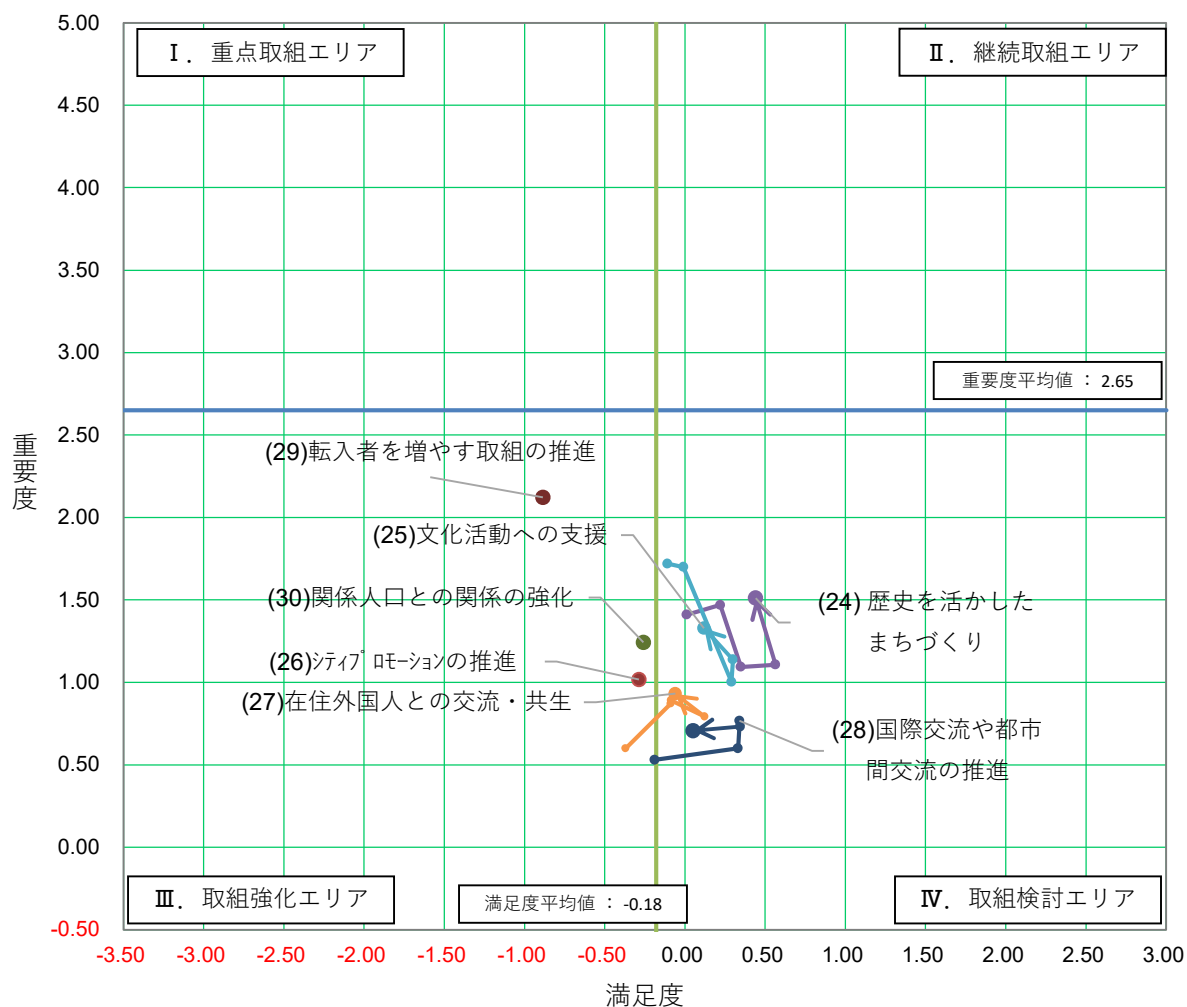 5.00
Ⅰ．重点取組エリア
Ⅱ．継続取組エリア
4.50
4.00
3.50
3.00
重要度平均値 ： 2.65
2.50
重要度
(29)転入者を増やす取組の推進
2.00
(25)文化活動への支援
1.50
(30)関係人口との関係の強化
(24) 歴史を活かした
まちづくり
(26)ｼﾃｨﾌﾟﾛﾓｰｼｮﾝの推進
1.00
(27)在住外国人との交流・共生
(28)国際交流や都市
間交流の推進
0.50
0.00
Ⅲ．取組強化エリア
満足度平均値 ： -0.18
Ⅳ．取組検討エリア
-0.50
-3.50 -3.00 -2.50 -2.00 -1.50 -1.00 -0.50 0.00 0.50 1.00 1.50 2.00 2.50 3.00
満足度